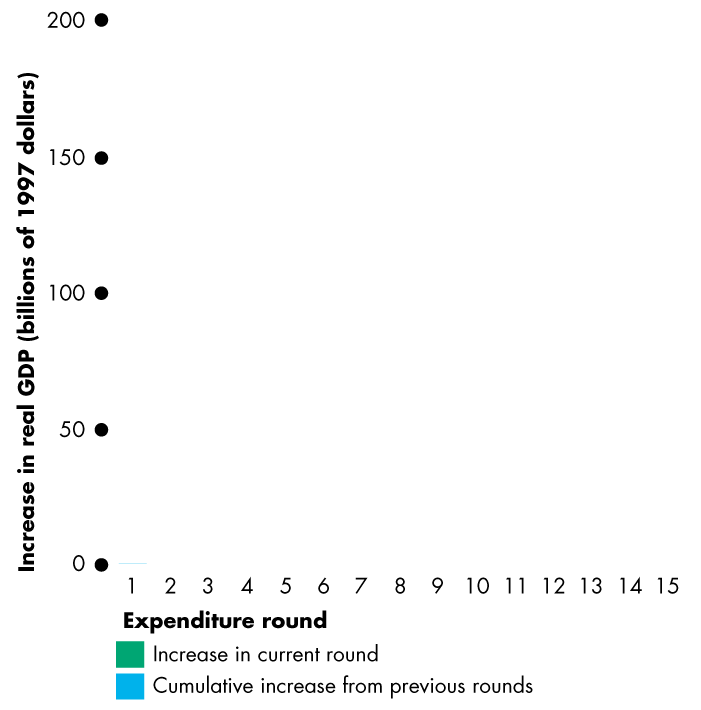 Increase in real GDP (billions of 1997 dollars)
200
150
100
50
0
1 2 3 4 5 6 7 8 9 10 11 12 13 14 15
Expenditure round
Increase in current round
Cumulative increase from previous rounds